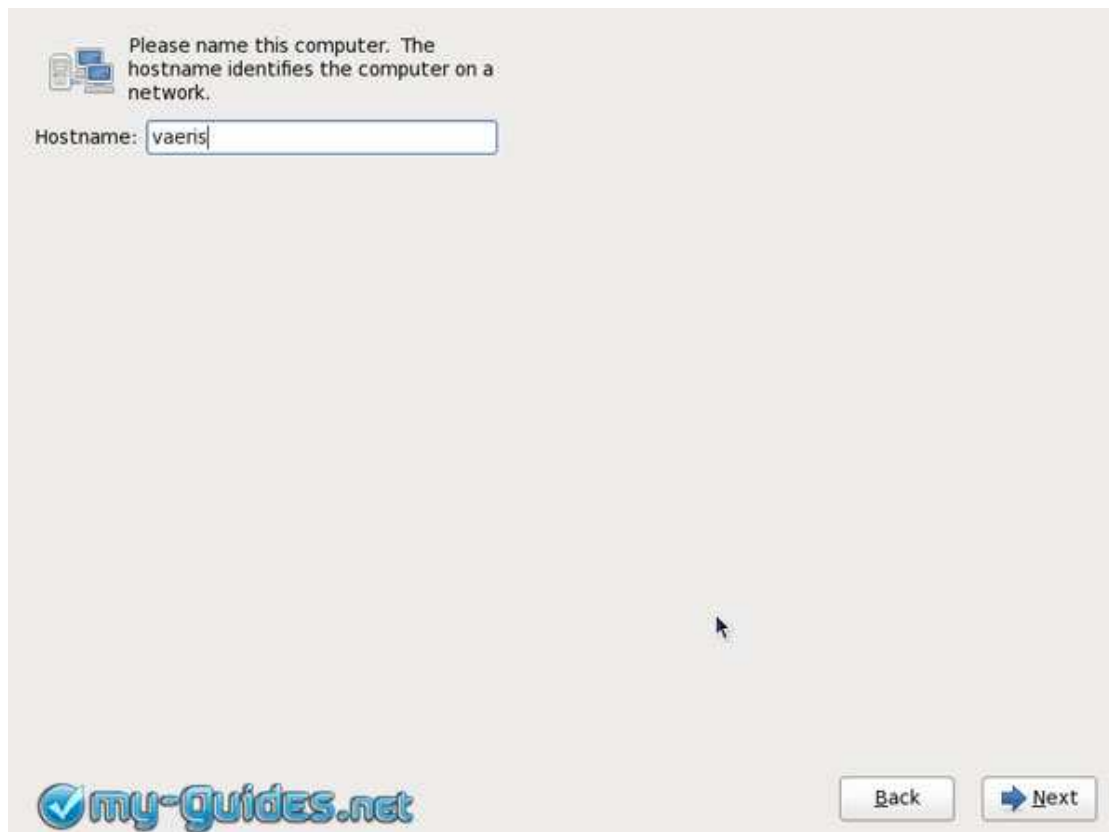 Please name this computer. The
hostname identifies the computer on a
network.
Hostname: vaeris
my-guides.net
Back
Next